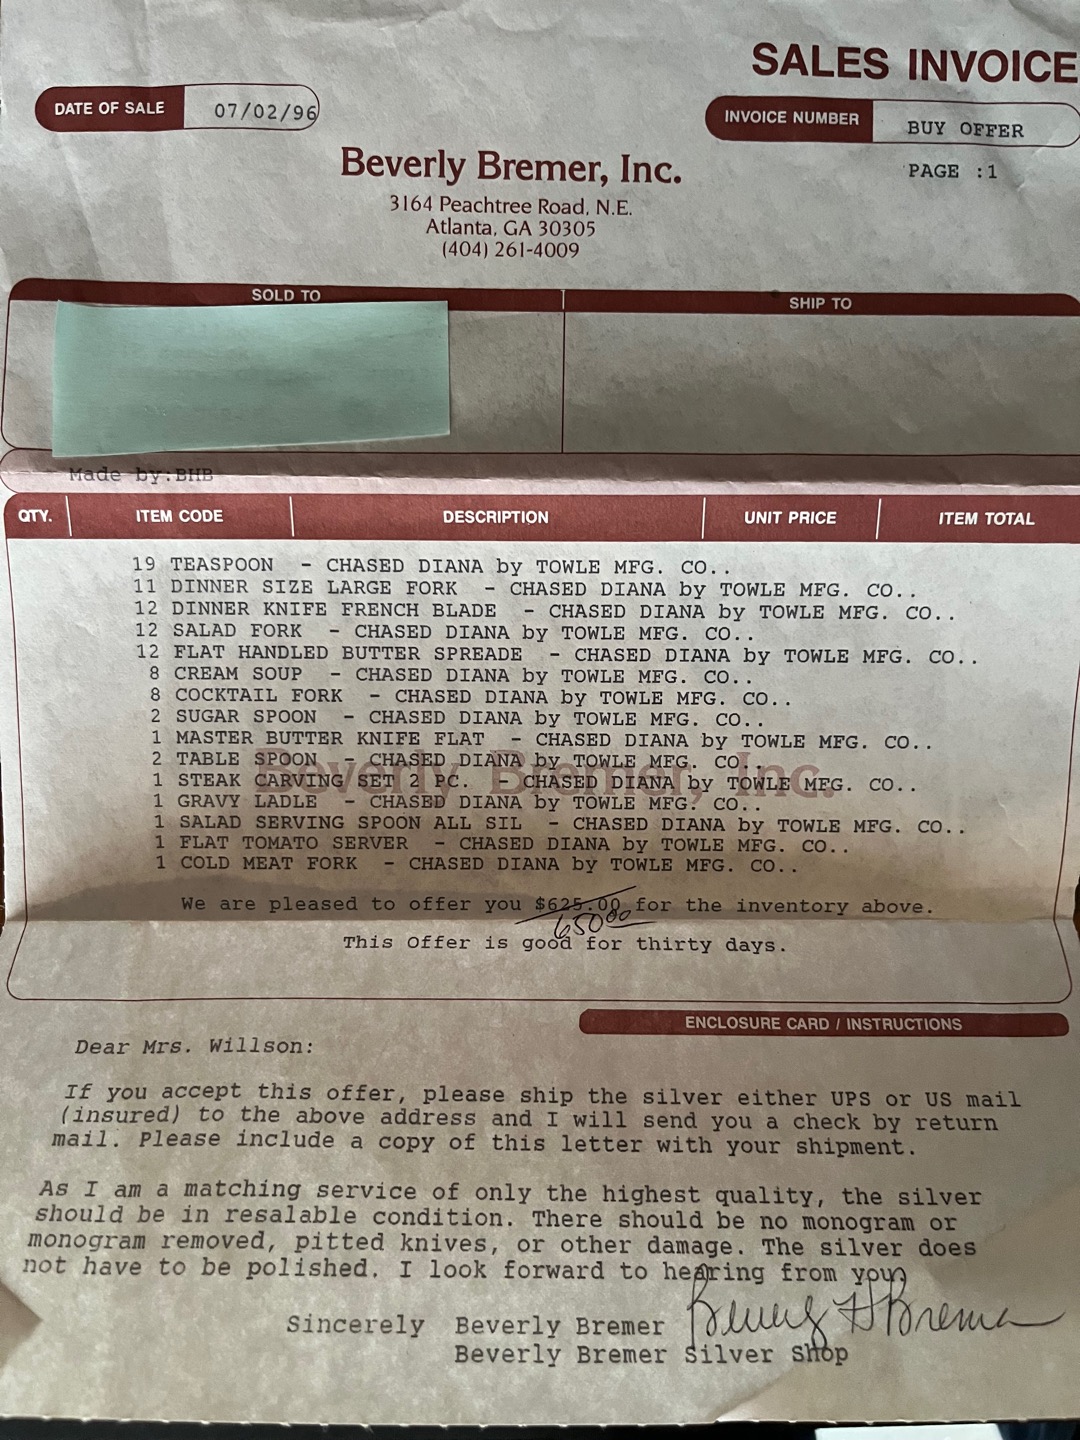 SALES INVOICE
DATE OF SALE 07/02/96
INVOICE NUMBER BUY OFFER
PAGE :1
Beverly Bremer, Inc.
3164 Peachtree Road, N.E.
Atlanta, GA 30305
(404) 261-4009
SOLD TO SHIP TO
Made by:BHB
QTY. ITEM CODE DESCRIPTION UNIT PRICE ITEM TOTAL
19 TEASPOON - CHASED DIANA by TOWLE MFG. CO..
11 DINNER SIZE LARGE FORK - CHASED DIANA by TOWLE MFG. CO..
12 DINNER KNIFE FRENCH BLADE - CHASED DIANA by TOWLE MFG. CO..
12 SALAD FORK - CHASED DIANA by TOWLE MFG. CO..
12 FLAT HANDLED BUTTER SPREADE - CHASED DIANA by TOWLE MFG. CO..
8 CREAM SOUP - CHASED DIANA by TOWLE MFG. CO..
8 COCKTAIL FORK - CHASED DIANA by TOWLE MFG. CO..
2 SUGAR SPOON - CHASED DIANA by TOWLE MFG. CO..
1 MASTER BUTTER KNIFE FLAT - CHASED DIANA by TOWLE MFG. CO..
2 TABLE SPOON - CHASED DIANA by TOWLE MFG. CO..
Beverly Bremer, Inc.
1 STEAK CARVING SET 2 PC. - CHASED DIANA by TOWLE MFG. CO..
1 GRAVY LADLE - CHASED DIANA by TOWLE MFG. CO..
1 SALAD SERVING SPOON ALL SIL - CHASED DIANA by TOWLE MFG. CO..
1 FLAT TOMATO SERVER - CHASED DIANA by TOWLE MFG. CO..
1 COLD MEAT FORK - CHASED DIANA by TOWLE MFG. CO..
We are pleased to offer you $625.00 for the inventory above.
650 00
This Offer is good for thirty days.
ENCLOSURE CARD / INSTRUCTIONS
Dear Mrs. Willson:
If you accept this offer, please ship the silver either UPS or US mail
(insured) to the above address and I will send you a check by return
mail. Please include a copy of this letter with your shipment.
As I am a matching service of only the highest quality, the silver
should be in resalable condition. There should be no monogram or
monogram removed, pitted knives, or other damage. The silver does
not have to be polished. I look forward to hearing from you,
Sincerely Beverly Bremer Beverly H Bremer
Beverly Bremer Silver Shop